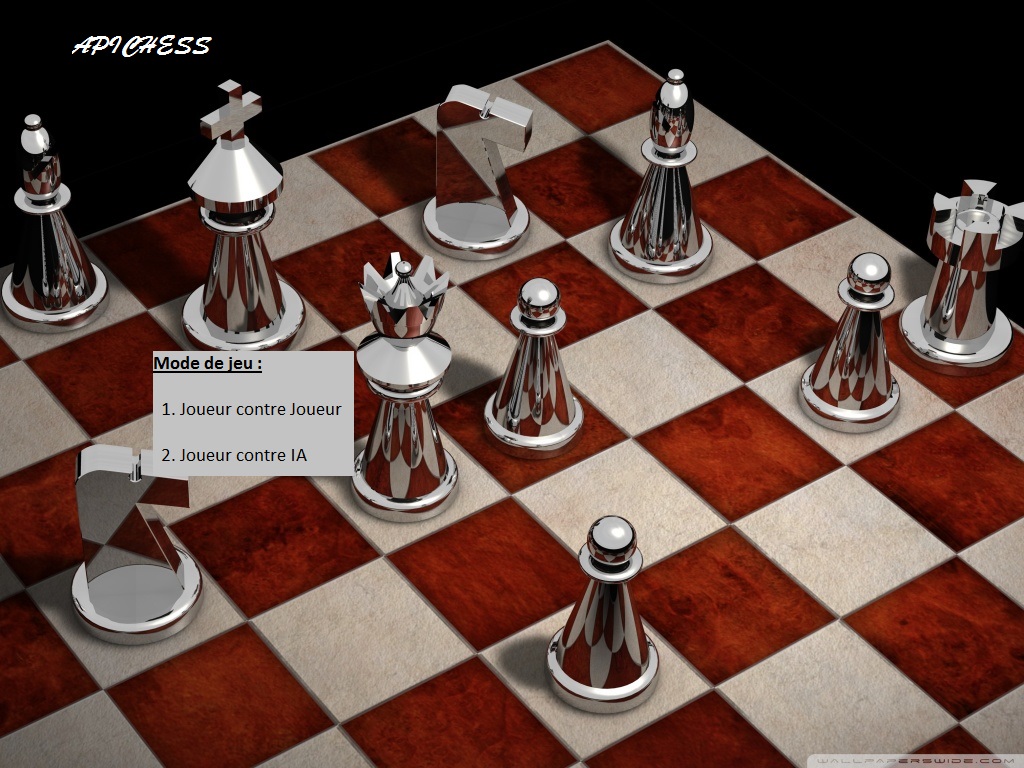 APICHESS
Mode de jeu :
1. Joueur contre Joueur
2. Joueur contre IA
WALLPAPERSWIDE.COM